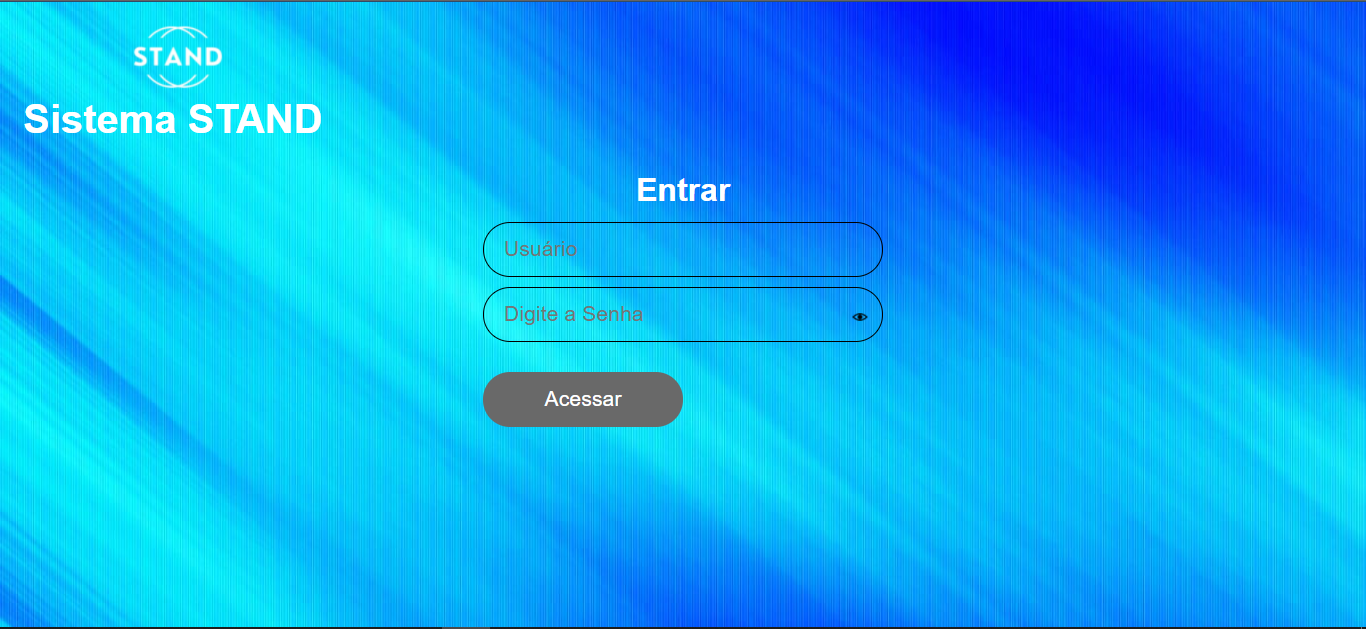 STAND
Sistema STAND
Entrar
Usuário
Digite a Senha
Acessar